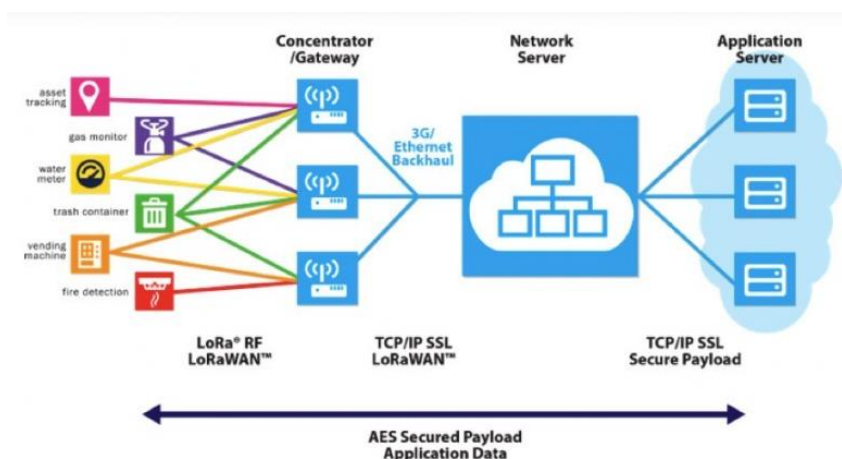 Concentrator
/Gateway
Network
Server
Application
Server
asset
tracking
gas monitor
water
meter
trash container
vending
machine
fire detection
3G/
Ethernet
Backhaul
LoRa® RF
LoRaWAN™
TCP/IP SSL
LoRaWAN™
TCP/IP SSL
Secure Payload
AES Secured Payload
Application Data